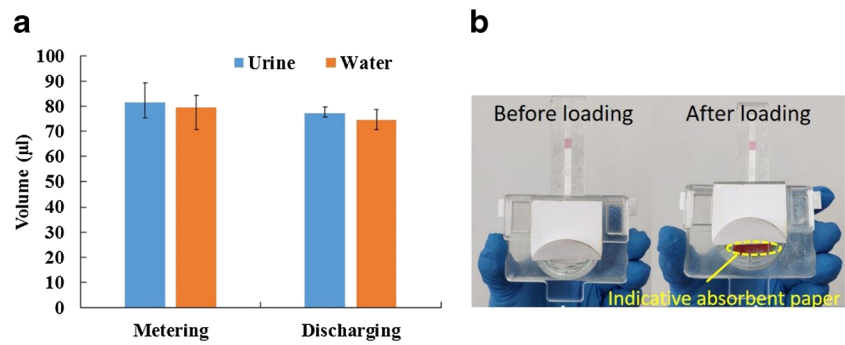 a
Urine
Water
100
90
80
70
60
50
40
30
20
10
0
Volume (µl)
Metering
Discharging
b
Before loading
After loading
Indicative absorbent paper